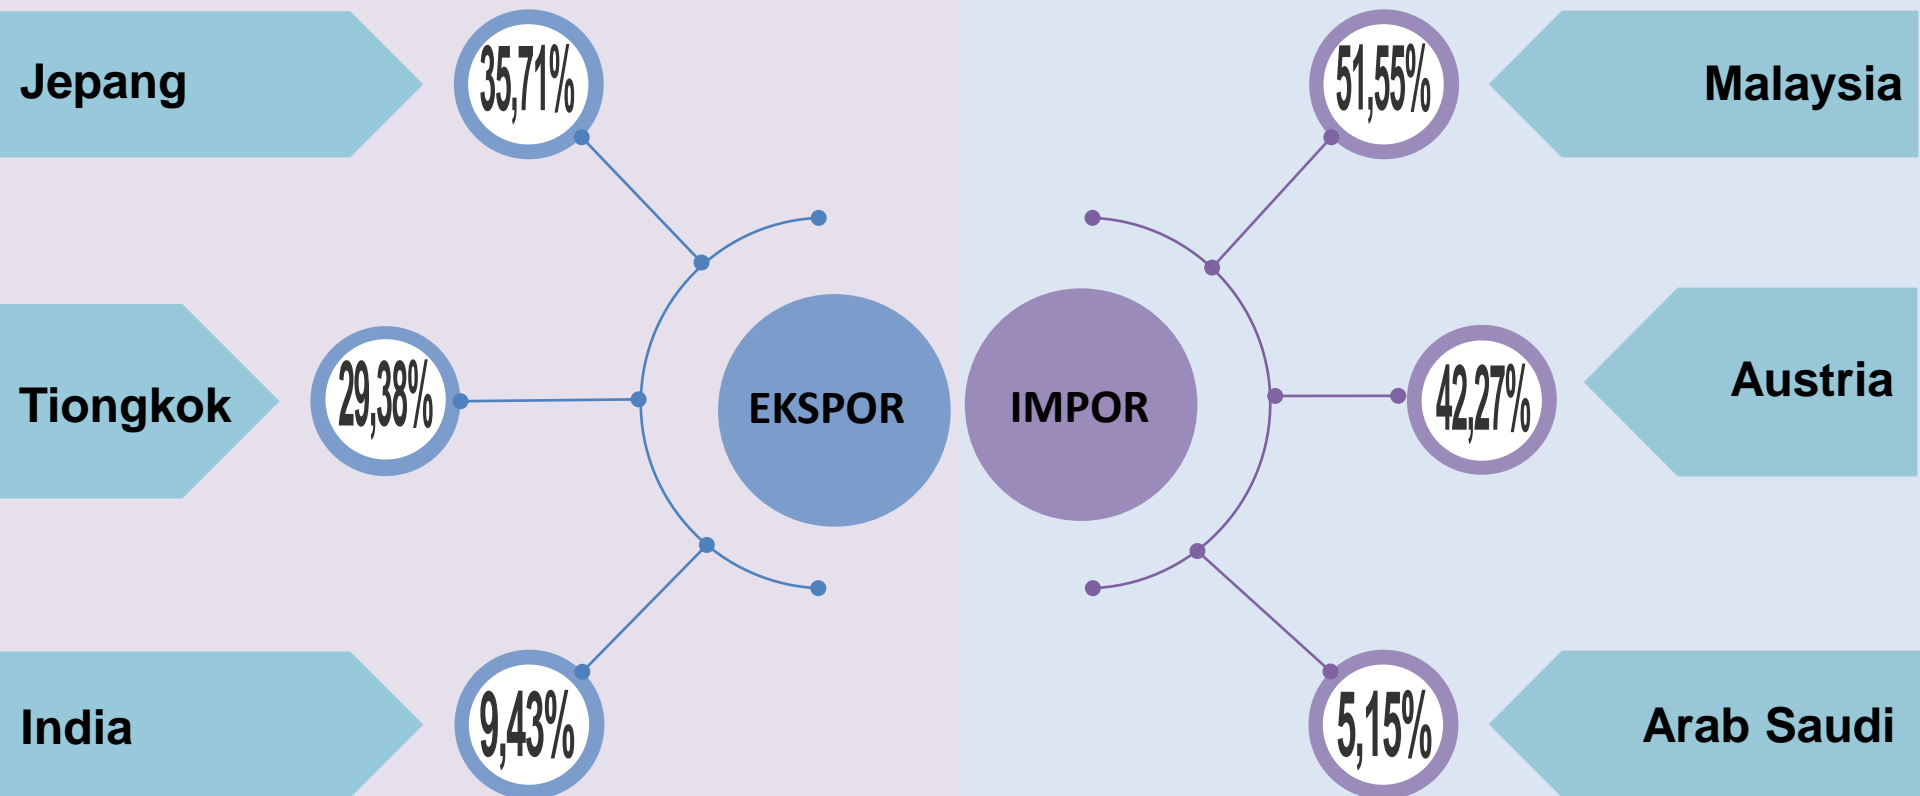 Jepang
35,71%
51,55%
Malaysia
Tiongkok
29,38%
EKSPOR
IMPOR
42,27%
Austria
India
9,43%
5,15%
Arab Saudi